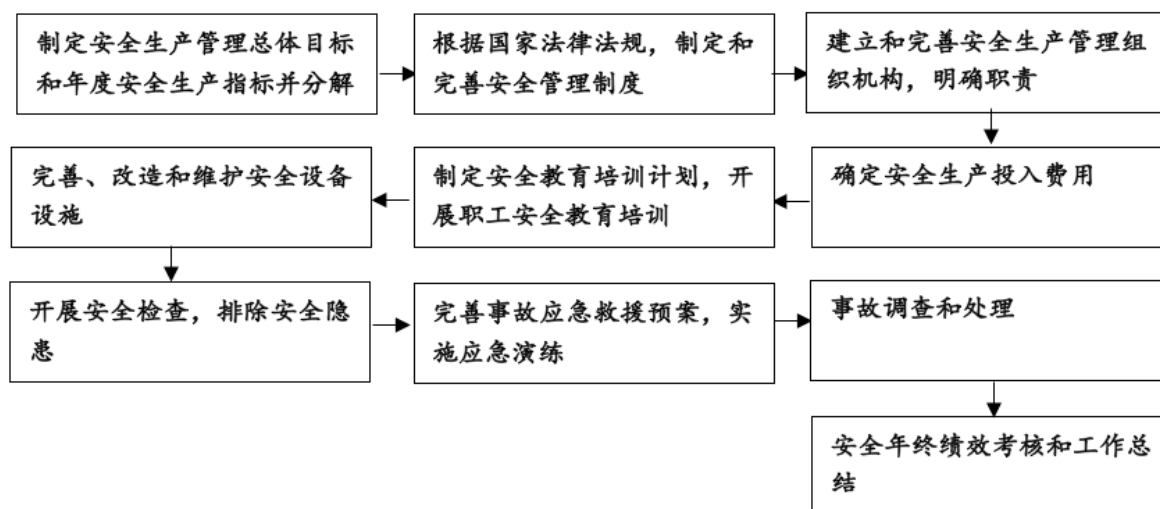 制定安全生产管理总体目标
和年度安全生产指标并分解
根据国家法律法规，制定和
完善安全管理制度
建立和完善安全生产管理组
织机构，明确职责
确定安全生产投入费用
制定安全教育培训计划，开
展职工安全教育培训
完善、改造和维护安全设备
设施
开展安全检查，排除安全隐
患
完善事故应急救援预案，实
施应急演练
事故调查和处理
安全年终绩效考核和工作总
结